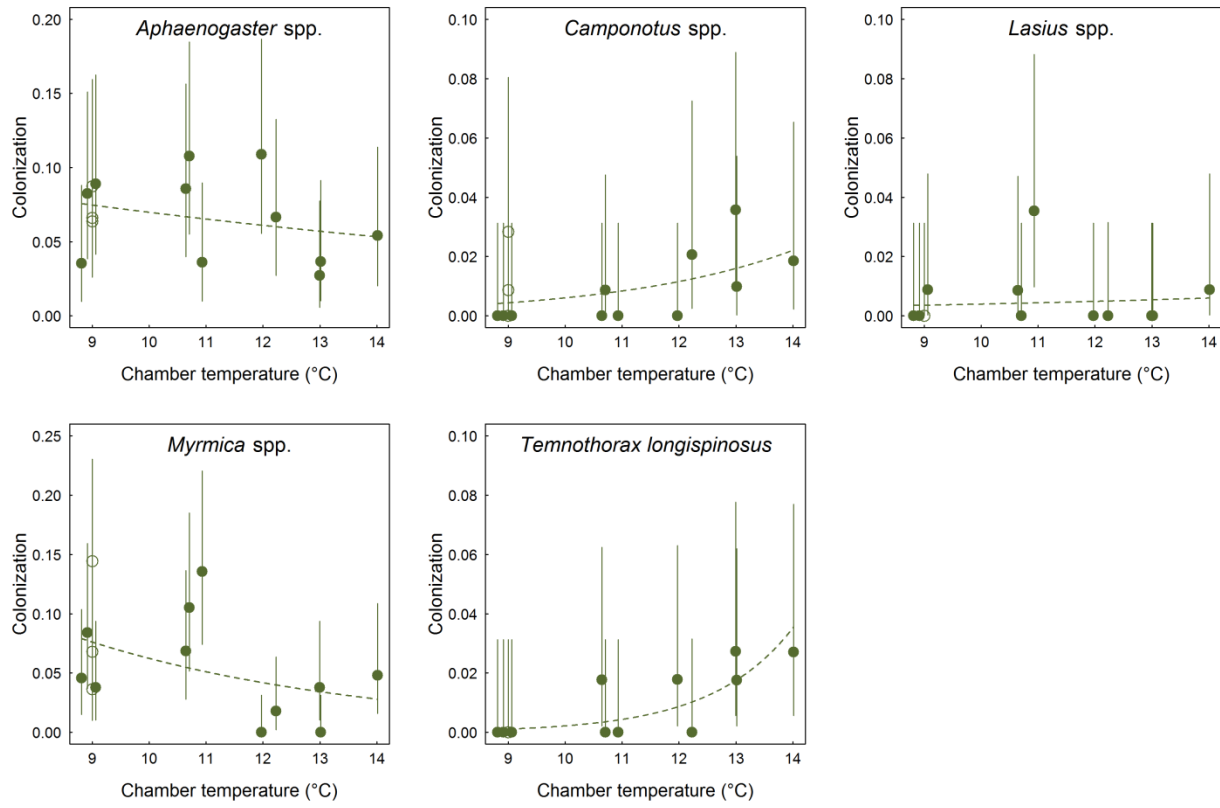 Aphaenogaster spp.
0.20
0.15
0.10
0.05
0.00
Colonization
9 10 11 12 13 14
Chamber temperature (°C)
Camponotus spp.
0.10
0.08
0.06
0.04
0.02
0.00
Colonization
9 10 11 12 13 14
Chamber temperature (°C)
Lasius spp.
0.10
0.08
0.06
0.04
0.02
0.00
Colonization
9 10 11 12 13 14
Chamber temperature (°C)
Myrmica spp.
0.25
0.20
0.15
0.10
0.05
0.00
Colonization
9 10 11 12 13 14
Chamber temperature (°C)
Temnothorax longispinosus
0.10
0.08
0.06
0.04
0.02
0.00
Colonization
9 10 11 12 13 14
Chamber temperature (°C)